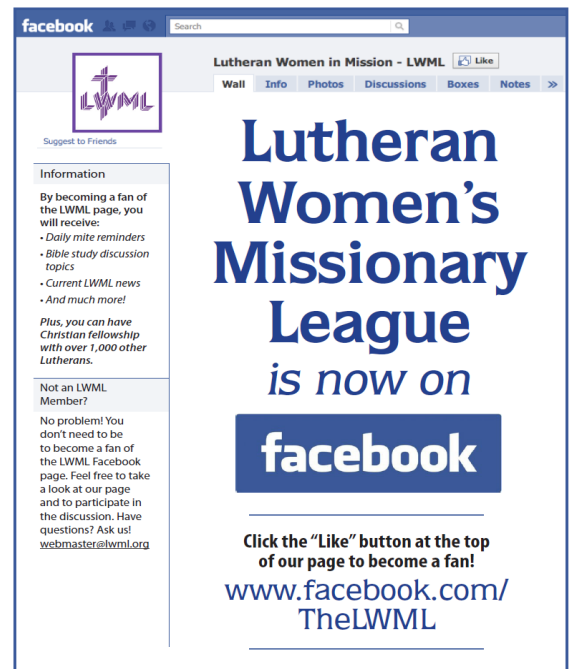 facebook
Search
Lutheran Women in Mission - LWML Like
Wall Info Photos Discussions Boxes Notes »
LWML
Suggest to Friends
Information
By becoming a fan of
the LWML page, you
will receive:
• Daily mite reminders
• Bible study discussion
topics
• Current LWML news
• And much more!
Plus, you can have
Christian fellowship
with over 1,000 other
Lutherans.
Not an LWML
Member?
No problem! You
don't need to be
to become a fan of
the LWML Facebook
page. Feel free to take
a look at our page
and to participate in
the discussion. Have
questions? Ask us!
webmaster@lwml.org
Lutheran
Women's
Missionary
League
is now on
facebook
Click the "Like" button at the top
of our page to become a fan!
www.facebook.com/
TheLWML